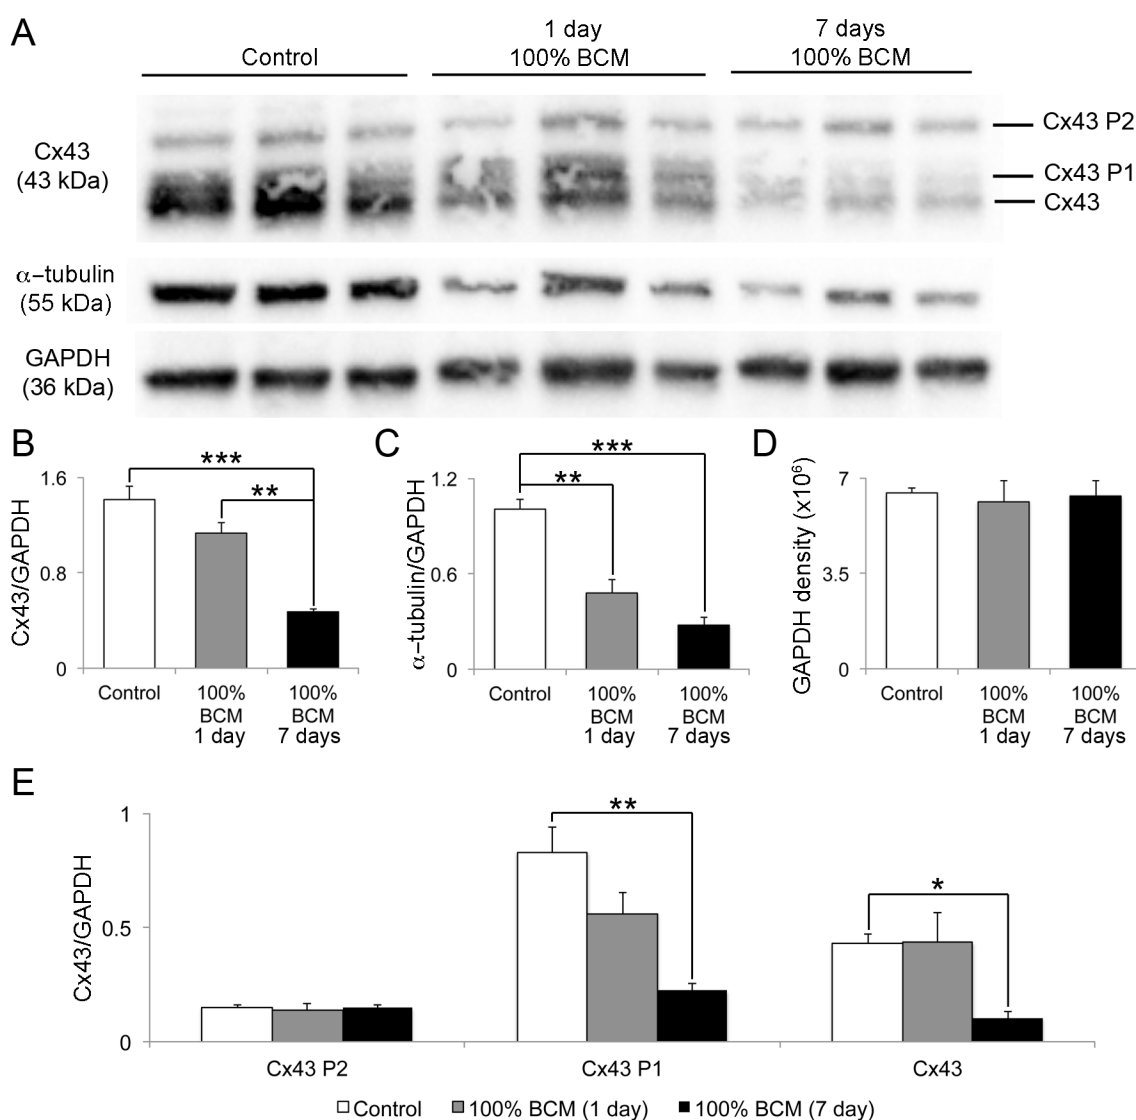 A
Control
1 day
100% BCM
7 days
100% BCM
Cx43
(43 kDa)
Cx43 P2
Cx43 P1
Cx43
α−tubulin
(55 kDa)
GAPDH
(36 kDa)
B
Cx43/GAPDH
1.6
0.8
0
***
**
Control
100%
BCM
1 day
100%
BCM
7 days
C
α−tubulin/GAPDH
1.2
0.6
0
***
**
Control
100%
BCM
1 day
100%
BCM
7 days
D
GAPDH density (x10⁶)
7
3.5
0
Control
100%
BCM
1 day
100%
BCM
7 days
E
Cx43/GAPDH
1
0.5
0
**
*
Cx43 P2
Cx43 P1
Cx43
Control
100% BCM (1 day)
100% BCM (7 day)